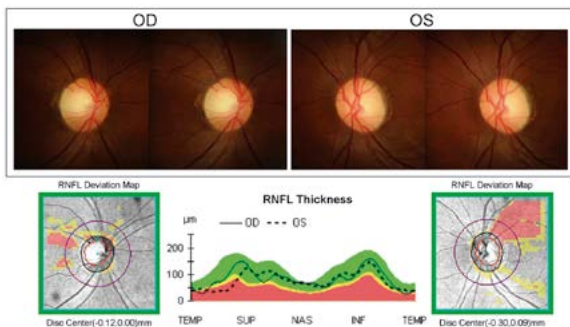 OD OS
RNFL Deviation Map
RNFL Deviation Map
RNFL Thickness
µm OD OS
200
100
0
TEMP SUP NAS INF TEMP
Disc Center(-0.12,0.00)mm
Disc Center(-0.30,0.09)mm